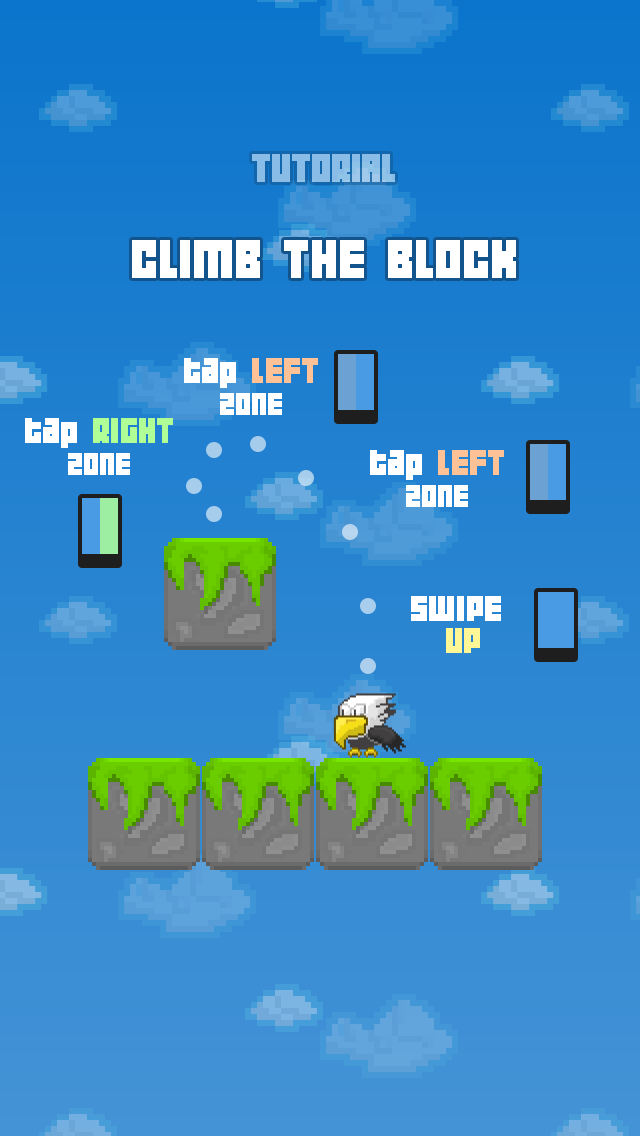 TUTORIAL
CLIMB THE BLOCK
tap LEFT
ZONE
tap RIGHT
ZONE
tap LEFT
ZONE
SWIPE
UP